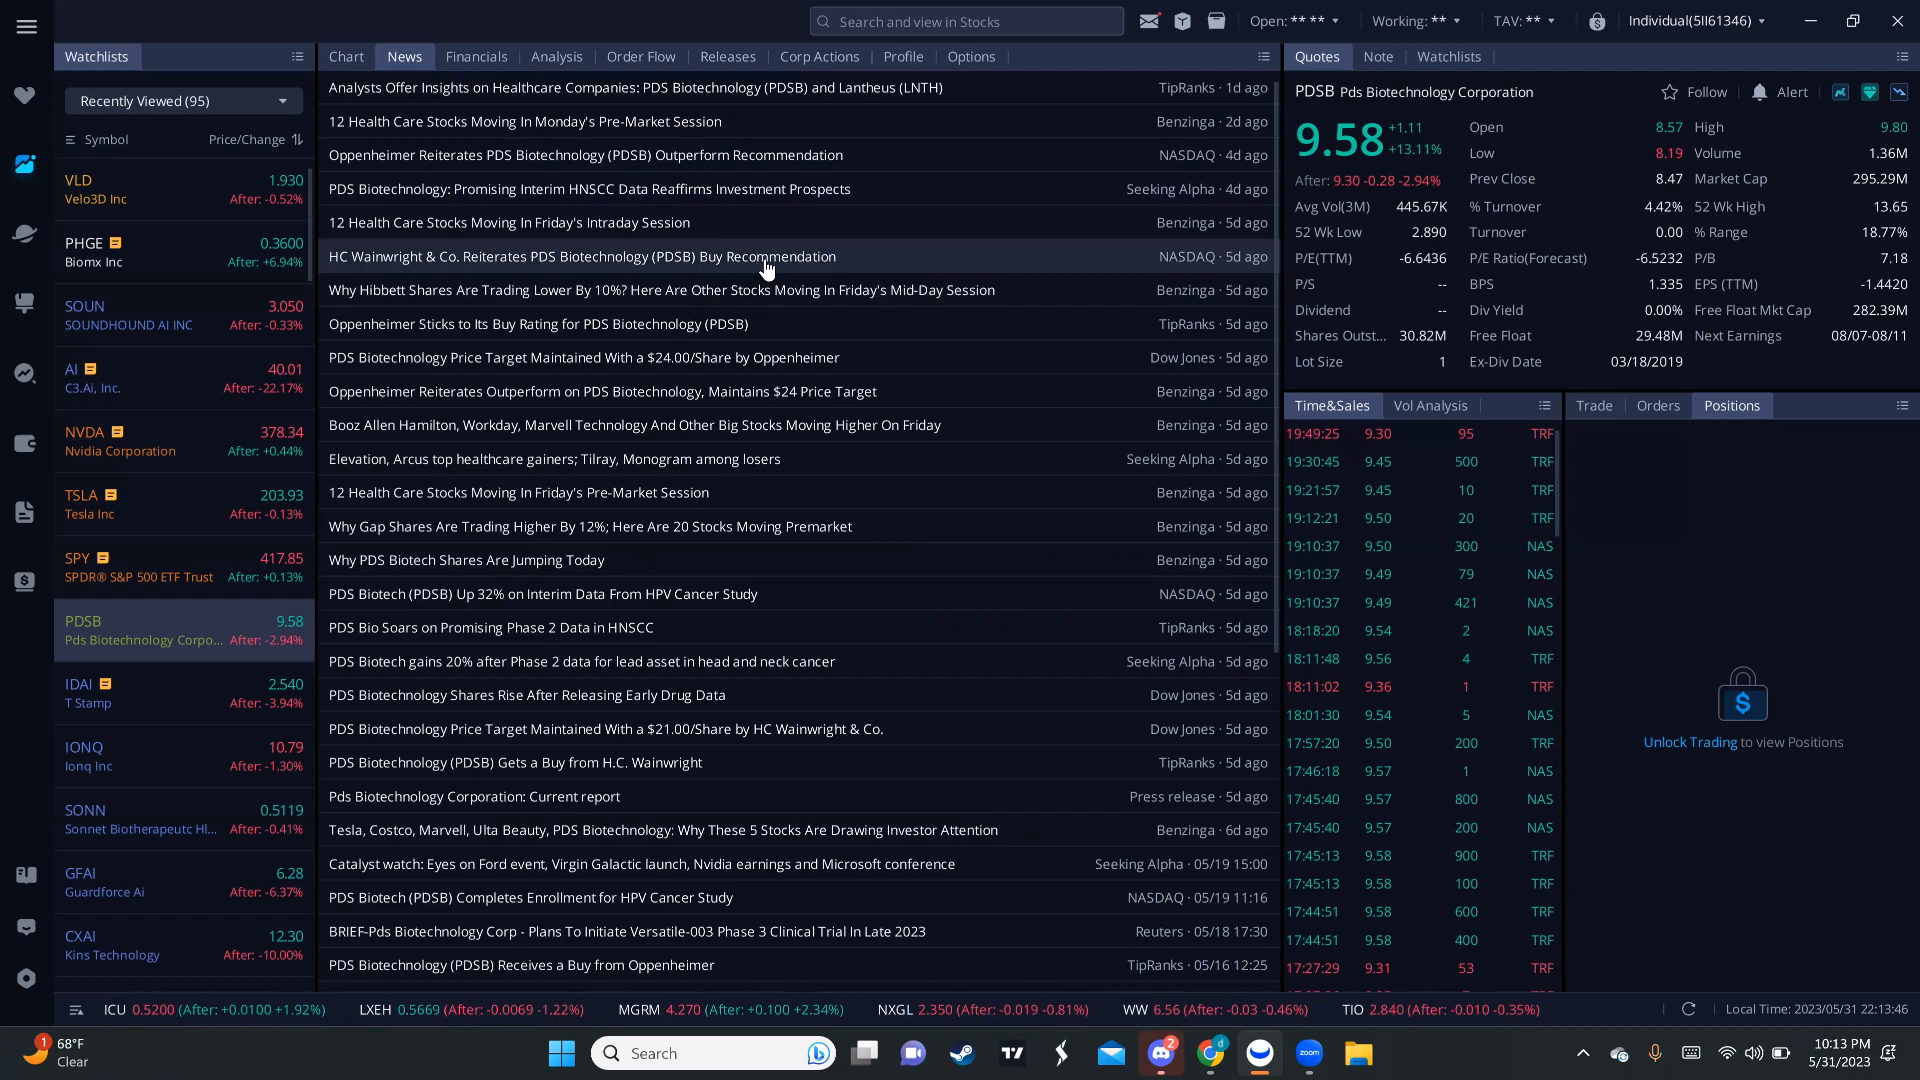 Search and view in Stocks
Open: ** **
Working: **
TAV: **
Individual(5II61346)
Watchlists
Chart News Financials Analysis Order Flow Releases Corp Actions Profile Options
Quotes Note Watchlists
Recently Viewed (95)
Symbol Price/Change
VLD 1.930
Velo3D Inc After: -0.52%
PHGE 0.3600
Biomx Inc After: +6.94%
SOUN 3.050
SOUNDHOUND AI INC After: -0.33%
AI 40.01
C3.Ai, Inc. After: -22.17%
NVDA 378.34
Nvidia Corporation After: +0.44%
TSLA 203.93
Tesla Inc After: -0.13%
SPY 417.85
SPDR® S&P 500 ETF Trust After: +0.13%
PDSB 9.58
Pds Biotechnology Corpo... After: -2.94%
IDAI 2.540
T Stamp After: -3.94%
IONQ 10.79
Ionq Inc After: -1.30%
SONN 0.5119
Sonnet Biotherapeutc Hl... After: -0.41%
GFAI 6.28
Guardforce Ai After: -6.37%
CXAI 12.30
Kins Technology After: -10.00%
Analysts Offer Insights on Healthcare Companies: PDS Biotechnology (PDSB) and Lantheus (LNTH) TipRanks · 1d ago
12 Health Care Stocks Moving In Monday's Pre-Market Session Benzinga · 2d ago
Oppenheimer Reiterates PDS Biotechnology (PDSB) Outperform Recommendation NASDAQ · 4d ago
PDS Biotechnology: Promising Interim HNSCC Data Reaffirms Investment Prospects Seeking Alpha · 4d ago
12 Health Care Stocks Moving In Friday's Intraday Session Benzinga · 5d ago
HC Wainwright & Co. Reiterates PDS Biotechnology (PDSB) Buy Recommendation NASDAQ · 5d ago
Why Hibbett Shares Are Trading Lower By 10%? Here Are Other Stocks Moving In Friday's Mid-Day Session Benzinga · 5d ago
Oppenheimer Sticks to Its Buy Rating for PDS Biotechnology (PDSB) TipRanks · 5d ago
PDS Biotechnology Price Target Maintained With a $24.00/Share by Oppenheimer Dow Jones · 5d ago
Oppenheimer Reiterates Outperform on PDS Biotechnology, Maintains $24 Price Target Benzinga · 5d ago
Booz Allen Hamilton, Workday, Marvell Technology And Other Big Stocks Moving Higher On Friday Benzinga · 5d ago
Elevation, Arcus top healthcare gainers; Tilray, Monogram among losers Seeking Alpha · 5d ago
12 Health Care Stocks Moving In Friday's Pre-Market Session Benzinga · 5d ago
Why Gap Shares Are Trading Higher By 12%; Here Are 20 Stocks Moving Premarket Benzinga · 5d ago
Why PDS Biotech Shares Are Jumping Today Benzinga · 5d ago
PDS Biotech (PDSB) Up 32% on Interim Data From HPV Cancer Study NASDAQ · 5d ago
PDS Bio Soars on Promising Phase 2 Data in HNSCC TipRanks · 5d ago
PDS Biotech gains 20% after Phase 2 data for lead asset in head and neck cancer Seeking Alpha · 5d ago
PDS Biotechnology Shares Rise After Releasing Early Drug Data Dow Jones · 5d ago
PDS Biotechnology Price Target Maintained With a $21.00/Share by HC Wainwright & Co. Dow Jones · 5d ago
PDS Biotechnology (PDSB) Gets a Buy from H.C. Wainwright TipRanks · 5d ago
Pds Biotechnology Corporation: Current report Press release · 5d ago
Tesla, Costco, Marvell, Ulta Beauty, PDS Biotechnology: Why These 5 Stocks Are Drawing Investor Attention Benzinga · 6d ago
Catalyst watch: Eyes on Ford event, Virgin Galactic launch, Nvidia earnings and Microsoft conference Seeking Alpha · 05/19 15:00
PDS Biotech (PDSB) Completes Enrollment for HPV Cancer Study NASDAQ · 05/19 11:16
BRIEF-Pds Biotechnology Corp - Plans To Initiate Versatile-003 Phase 3 Clinical Trial In Late 2023 Reuters · 05/18 17:30
PDS Biotechnology (PDSB) Receives a Buy from Oppenheimer TipRanks · 05/16 12:25
PDSB Pds Biotechnology Corporation Follow Alert
9.58 +1.11
+13.11%
After: 9.30 -0.28 -2.94%
Open 8.57 High 9.80
Low 8.19 Volume 1.36M
Prev Close 8.47 Market Cap 295.29M
Avg Vol(3M) 445.67K % Turnover 4.42% 52 Wk High 13.65
52 Wk Low 2.890 Turnover 0.00 % Range 18.77%
P/E(TTM) -6.6436 P/E Ratio(Forecast) -6.5232 P/B 7.18
P/S -- BPS 1.335 EPS (TTM) -1.4420
Dividend -- Div Yield 0.00% Free Float Mkt Cap 282.39M
Shares Outst... 30.82M Free Float 29.48M Next Earnings 08/07-08/11
Lot Size 1 Ex-Div Date 03/18/2019
Time&Sales Vol Analysis
Trade Orders Positions
19:49:25 9.30 95 TRF
19:30:45 9.45 500 TRF
19:21:57 9.45 10 TRF
19:12:21 9.50 20 TRF
19:10:37 9.50 300 NAS
19:10:37 9.49 79 NAS
19:10:37 9.49 421 NAS
18:18:20 9.54 2 NAS
18:11:48 9.56 4 TRF
18:11:02 9.36 1 TRF
18:01:30 9.54 5 NAS
17:57:20 9.50 200 TRF
17:46:18 9.57 1 NAS
17:45:40 9.57 800 NAS
17:45:40 9.57 200 NAS
17:45:13 9.58 900 TRF
17:45:13 9.58 100 TRF
17:44:51 9.58 600 TRF
17:44:51 9.58 400 TRF
17:27:29 9.31 53 TRF
Unlock Trading to view Positions
ICU 0.5200 (After: +0.0100 +1.92%) LXEH 0.5669 (After: -0.0069 -1.22%) MGRM 4.270 (After: +0.100 +2.34%) NXGL 2.350 (After: -0.019 -0.81%) WW 6.56 (After: -0.03 -0.46%) TIO 2.840 (After: -0.010 -0.35%) Local Time: 2023/05/31 22:13:46
1
68°F
Clear
Search
2
10:13 PM
5/31/2023